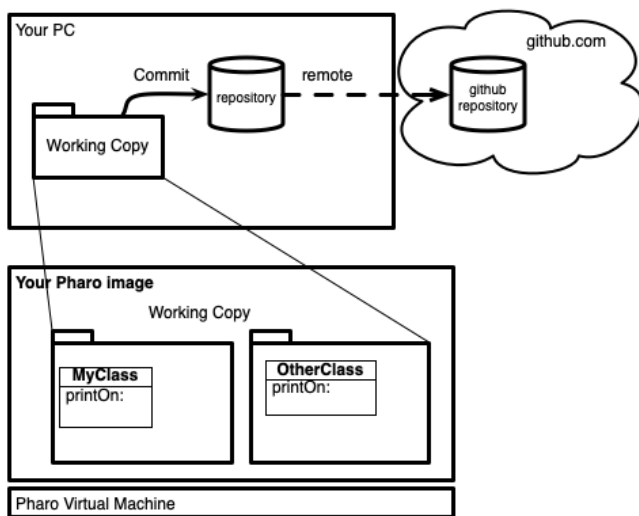 Your PC
github.com
Commit
remote
repository
github
repository
Working Copy
Your Pharo image
Working Copy
MyClass
printOn:
OtherClass
printOn:
Pharo Virtual Machine